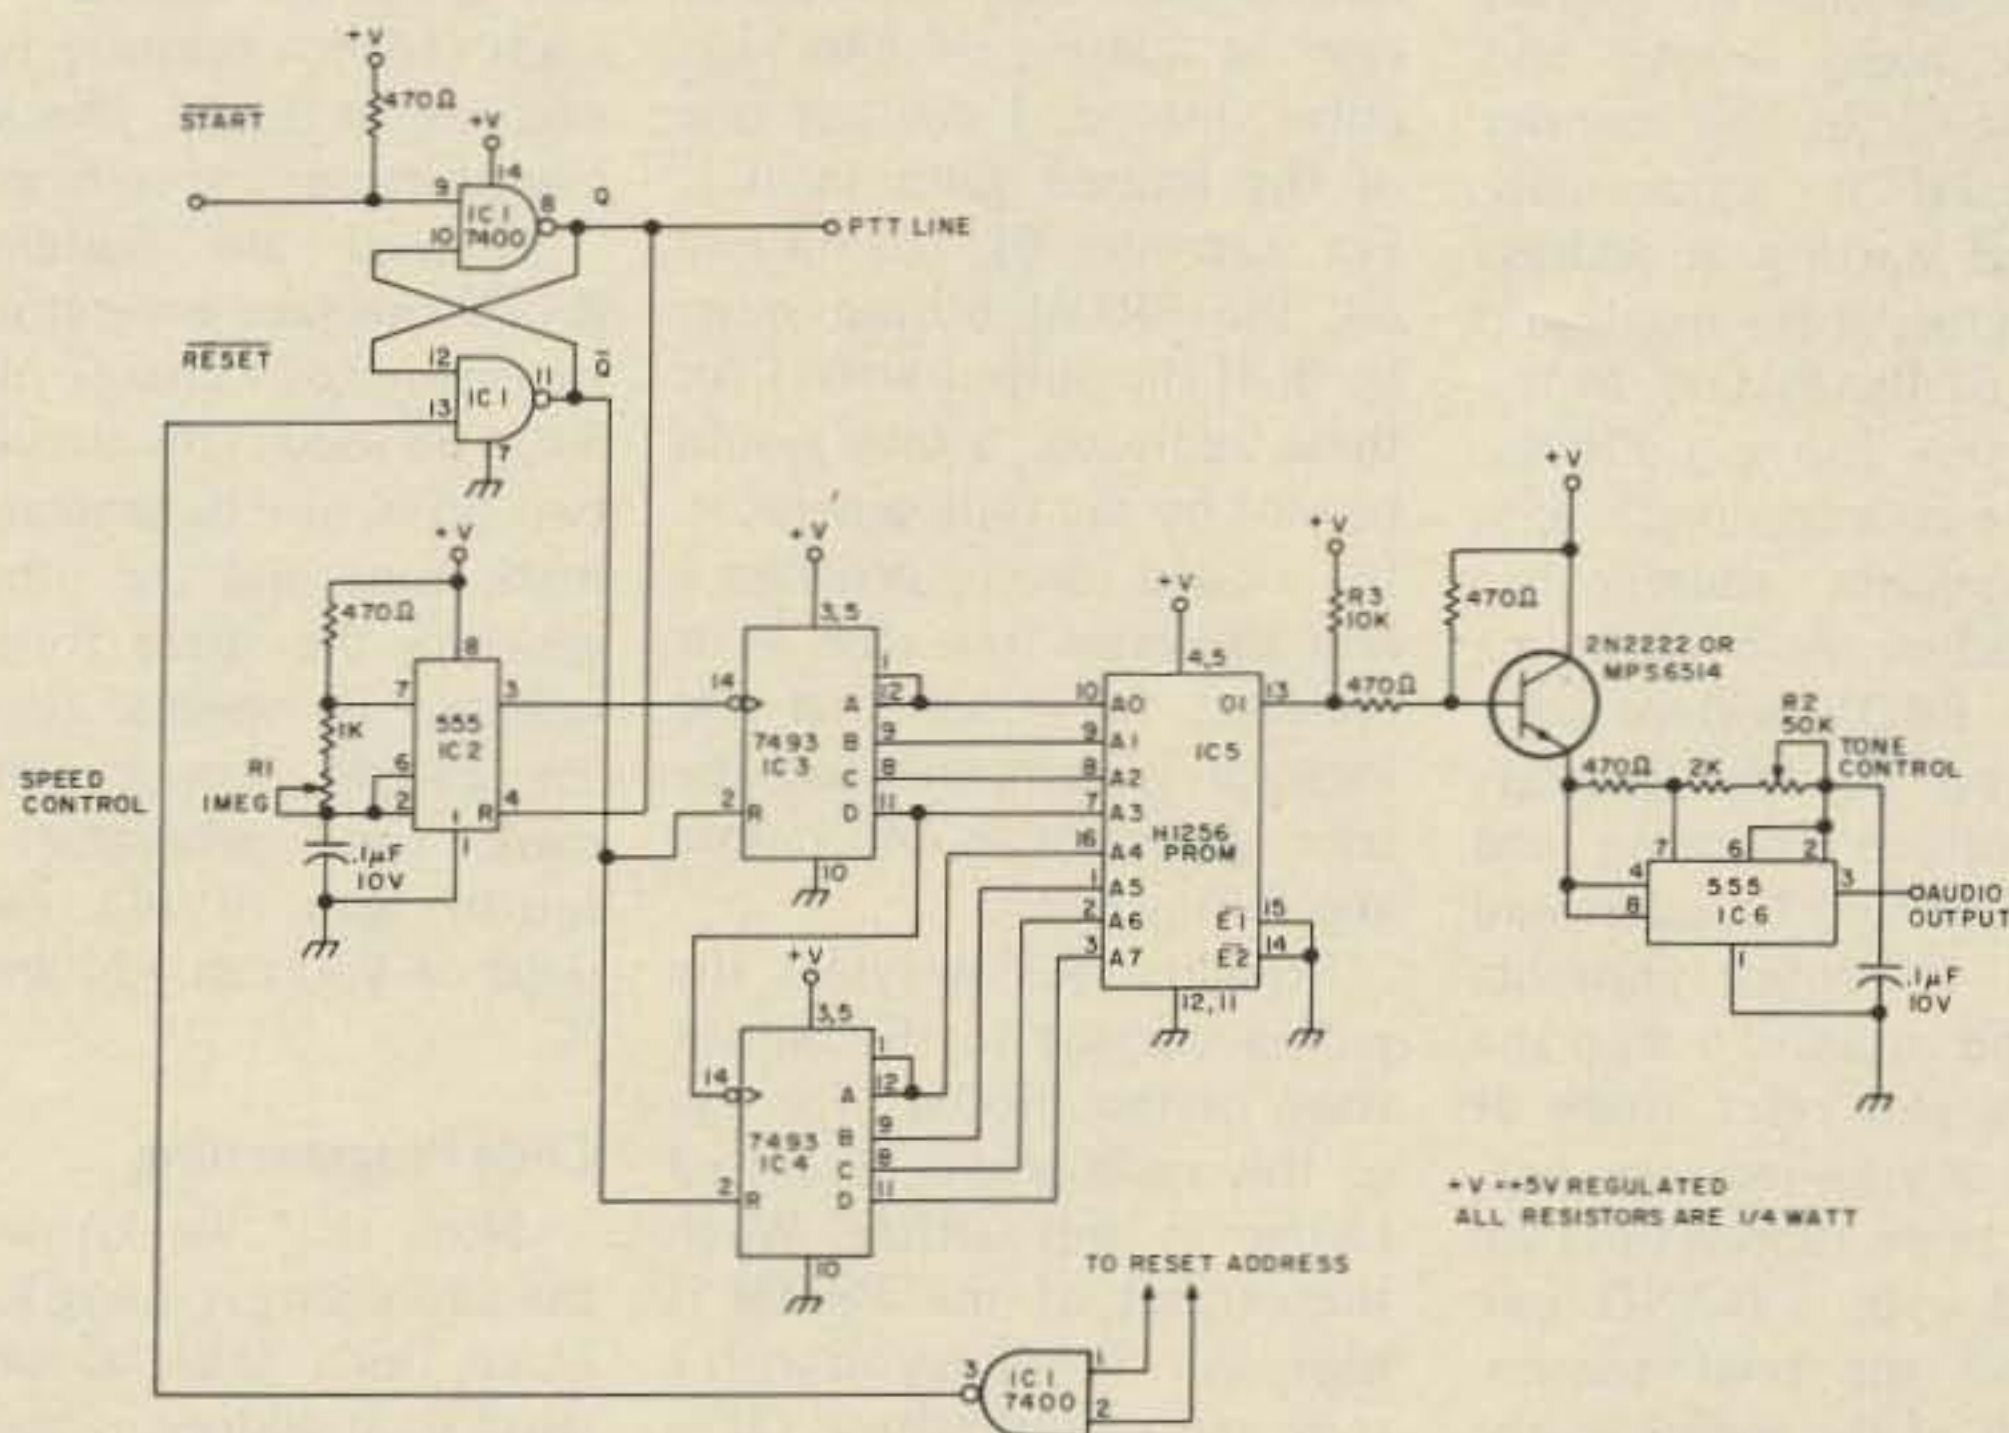 +V
470Ω
START
+V
14
9
IC1
7400
8
Q
10
PTT LINE
RESET
12
11
Q
IC1
13
7
+V
470Ω
8
7
3
555
IC2
1K
6
R1
1MEG
SPEED
CONTROL
2
R
4
1
.1µF
10V
+V
3,5
14
1
12
A
7493
IC3
B
9
C
8
2
R
D
11
10
+V
3,5
14
1
12
A
7493
IC4
B
9
C
8
2
R
D
11
10
+V
4,5
10
A0
O1
13
9
A1
IC5
8
A2
7
A3
H1256
PROM
16
A4
1
A5
2
A6
E1
15
3
A7
E2
14
12,11
+V
R3
10K
470Ω
+V
470Ω
2N2222 OR
MPS6514
R2
50K
TONE
CONTROL
470Ω
2K
7
6
2
4
555
IC6
3
8
1
AUDIO
OUTPUT
.1µF
10V
+V =+5V REGULATED
ALL RESISTORS ARE 1/4 WATT
TO RESET ADDRESS
3
IC1
7400
1
2